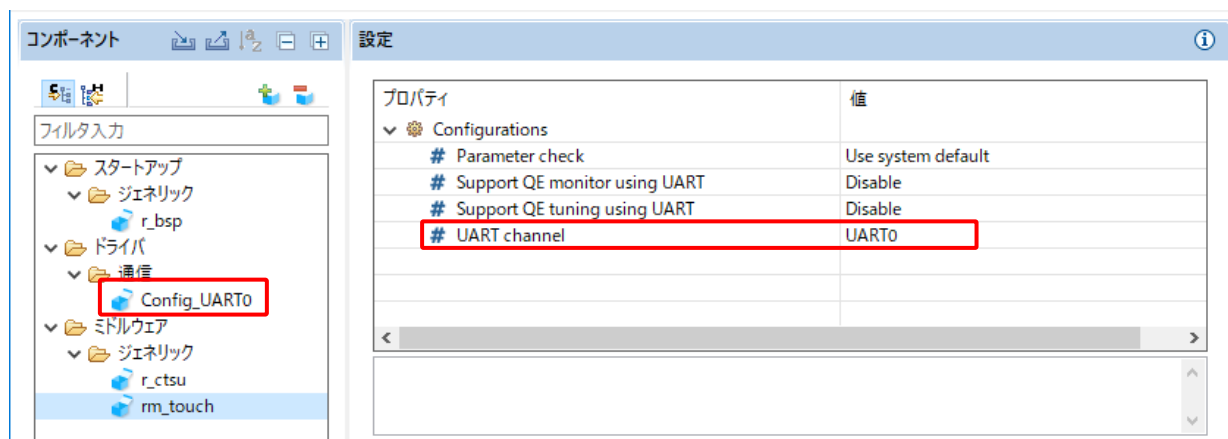 コンポーネント
設定
フィルタ入力
スタートアップ
ジェネリック
r_bsp
ドライバ
通信
Config_UART0
ミドルウェア
ジェネリック
r_ctsu
rm_touch
プロパティ 値
Configurations
# Parameter check Use system default
# Support QE monitor using UART Disable
# Support QE tuning using UART Disable
# UART channel UART0